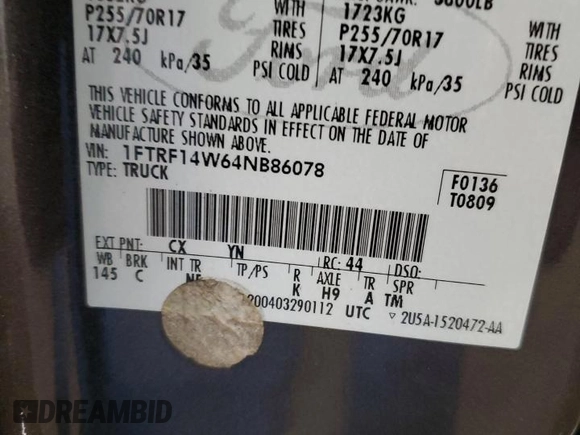 1723KG
P255/70R17 WITH P255/70R17 WITH
17X7.5J TIRES 17X7.5J TIRES
AT 240 kPa/35 RIMS AT 240 kPa/35 RIMS
PSI COLD PSI COLD
Ford
THIS VEHICLE CONFORMS TO ALL APPLICABLE FEDERAL MOTOR
VEHICLE SAFETY STANDARDS IN EFFECT ON THE DATE OF
MANUFACTURE SHOWN ABOVE.
VIN: 1FTRF14W64NB86078
TYPE: TRUCK
F0136
T0809
EXT PNT: CX YN RC: 44 DSO:
WB BRK INT TR TP/PS R AXLE TR SPR
145 C K H9 A TM
200403290112 UTC ▽ 2U5A-1520472-AA
DREAMBID